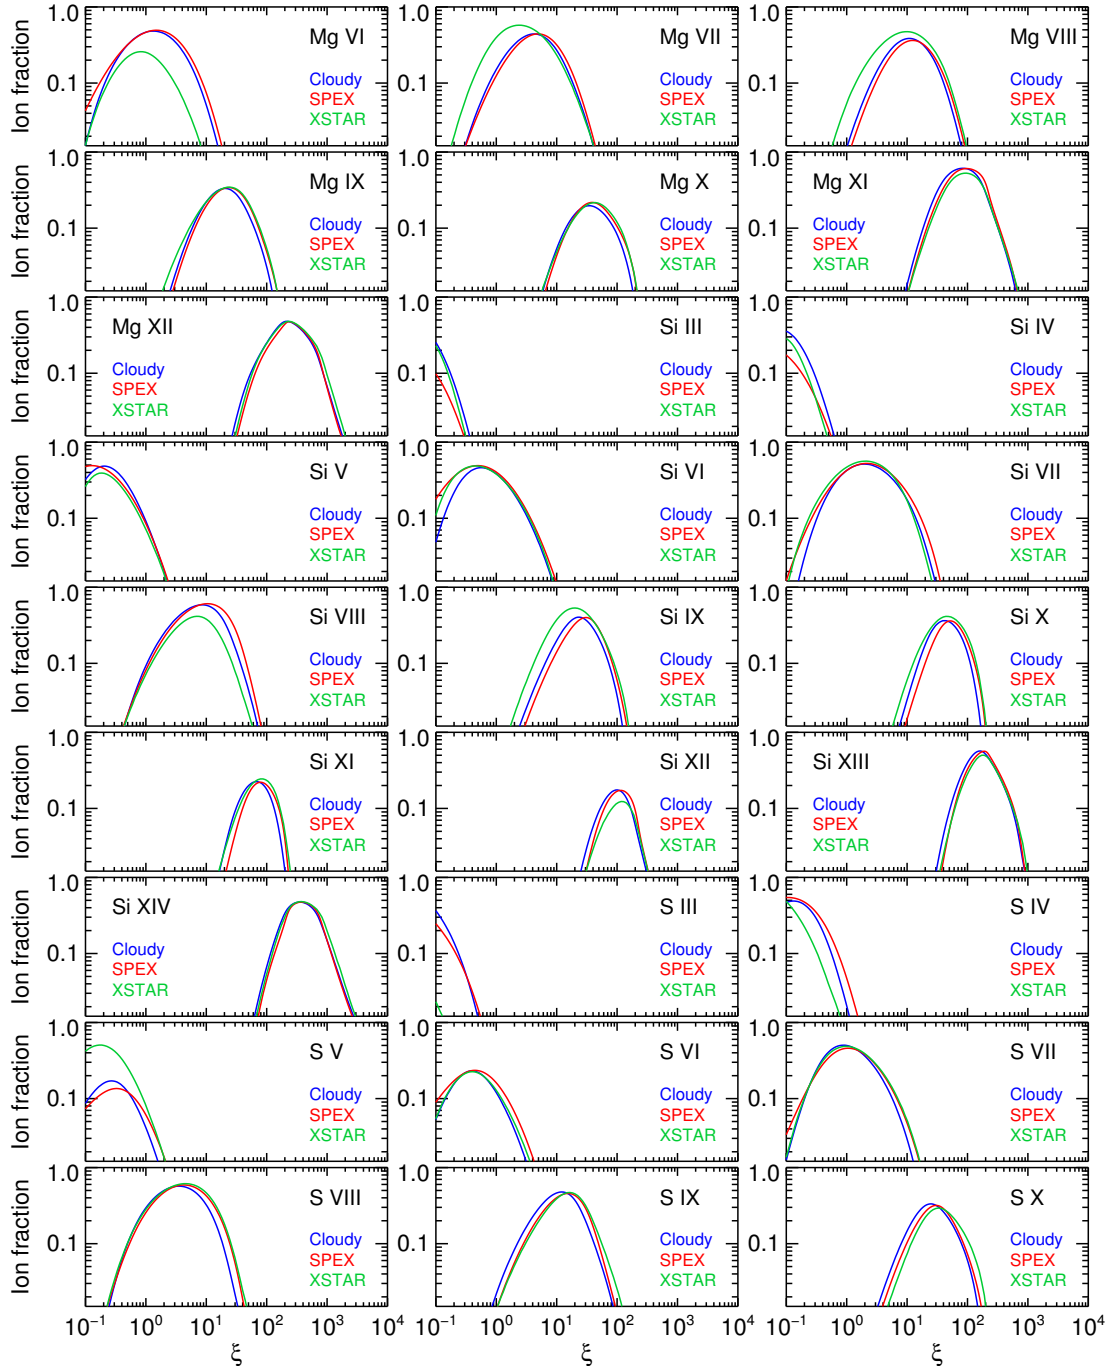 Ion fraction 1.0 0.1 Mg VI Cloudy SPEX XSTAR
1.0 0.1 Mg VII Cloudy SPEX XSTAR
1.0 0.1 Mg VIII Cloudy SPEX XSTAR
Ion fraction 1.0 0.1 Mg IX Cloudy SPEX XSTAR
1.0 0.1 Mg X Cloudy SPEX XSTAR
1.0 0.1 Mg XI Cloudy SPEX XSTAR
Ion fraction 1.0 0.1 Mg XII Cloudy SPEX XSTAR
1.0 0.1 Si III Cloudy SPEX XSTAR
1.0 0.1 Si IV Cloudy SPEX XSTAR
Ion fraction 1.0 0.1 Si V Cloudy SPEX XSTAR
1.0 0.1 Si VI Cloudy SPEX XSTAR
1.0 0.1 Si VII Cloudy SPEX XSTAR
Ion fraction 1.0 0.1 Si VIII Cloudy SPEX XSTAR
1.0 0.1 Si IX Cloudy SPEX XSTAR
1.0 0.1 Si X Cloudy SPEX XSTAR
Ion fraction 1.0 0.1 Si XI Cloudy SPEX XSTAR
1.0 0.1 Si XII Cloudy SPEX XSTAR
1.0 0.1 Si XIII Cloudy SPEX XSTAR
Ion fraction 1.0 0.1 Si XIV Cloudy SPEX XSTAR
1.0 0.1 S III Cloudy SPEX XSTAR
1.0 0.1 S IV Cloudy SPEX XSTAR
Ion fraction 1.0 0.1 S V Cloudy SPEX XSTAR
1.0 0.1 S VI Cloudy SPEX XSTAR
1.0 0.1 S VII Cloudy SPEX XSTAR
Ion fraction 1.0 0.1 S VIII Cloudy SPEX XSTAR
1.0 0.1 S IX Cloudy SPEX XSTAR
1.0 0.1 S X Cloudy SPEX XSTAR
10⁻¹ 10⁰ 10¹ 10² 10³ 10⁴ 10⁻¹ 10⁰ 10¹ 10² 10³ 10⁴ 10⁻¹ 10⁰ 10¹ 10² 10³ 10⁴
ξ ξ ξ